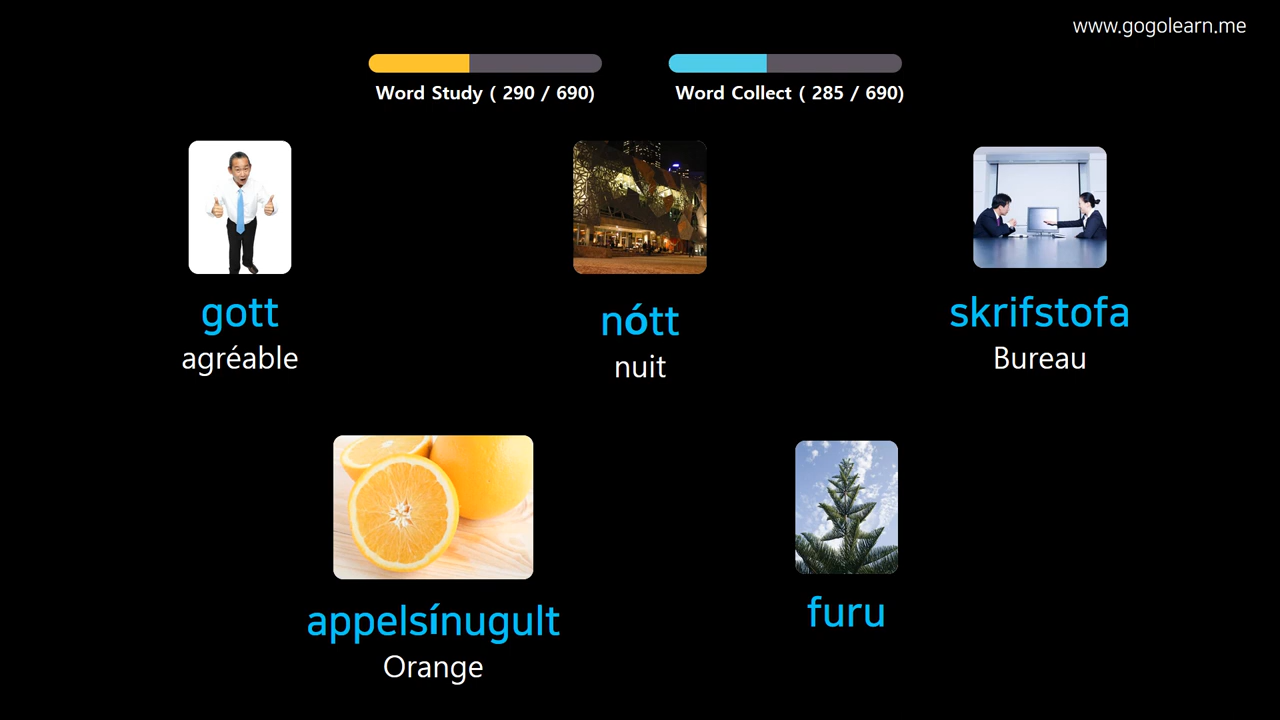 www.gogolearn.me
Word Study ( 290 / 690)
Word Collect ( 285 / 690)
gott
agréable
nótt
nuit
skrifstofa
Bureau
appelsínugult
Orange
furu